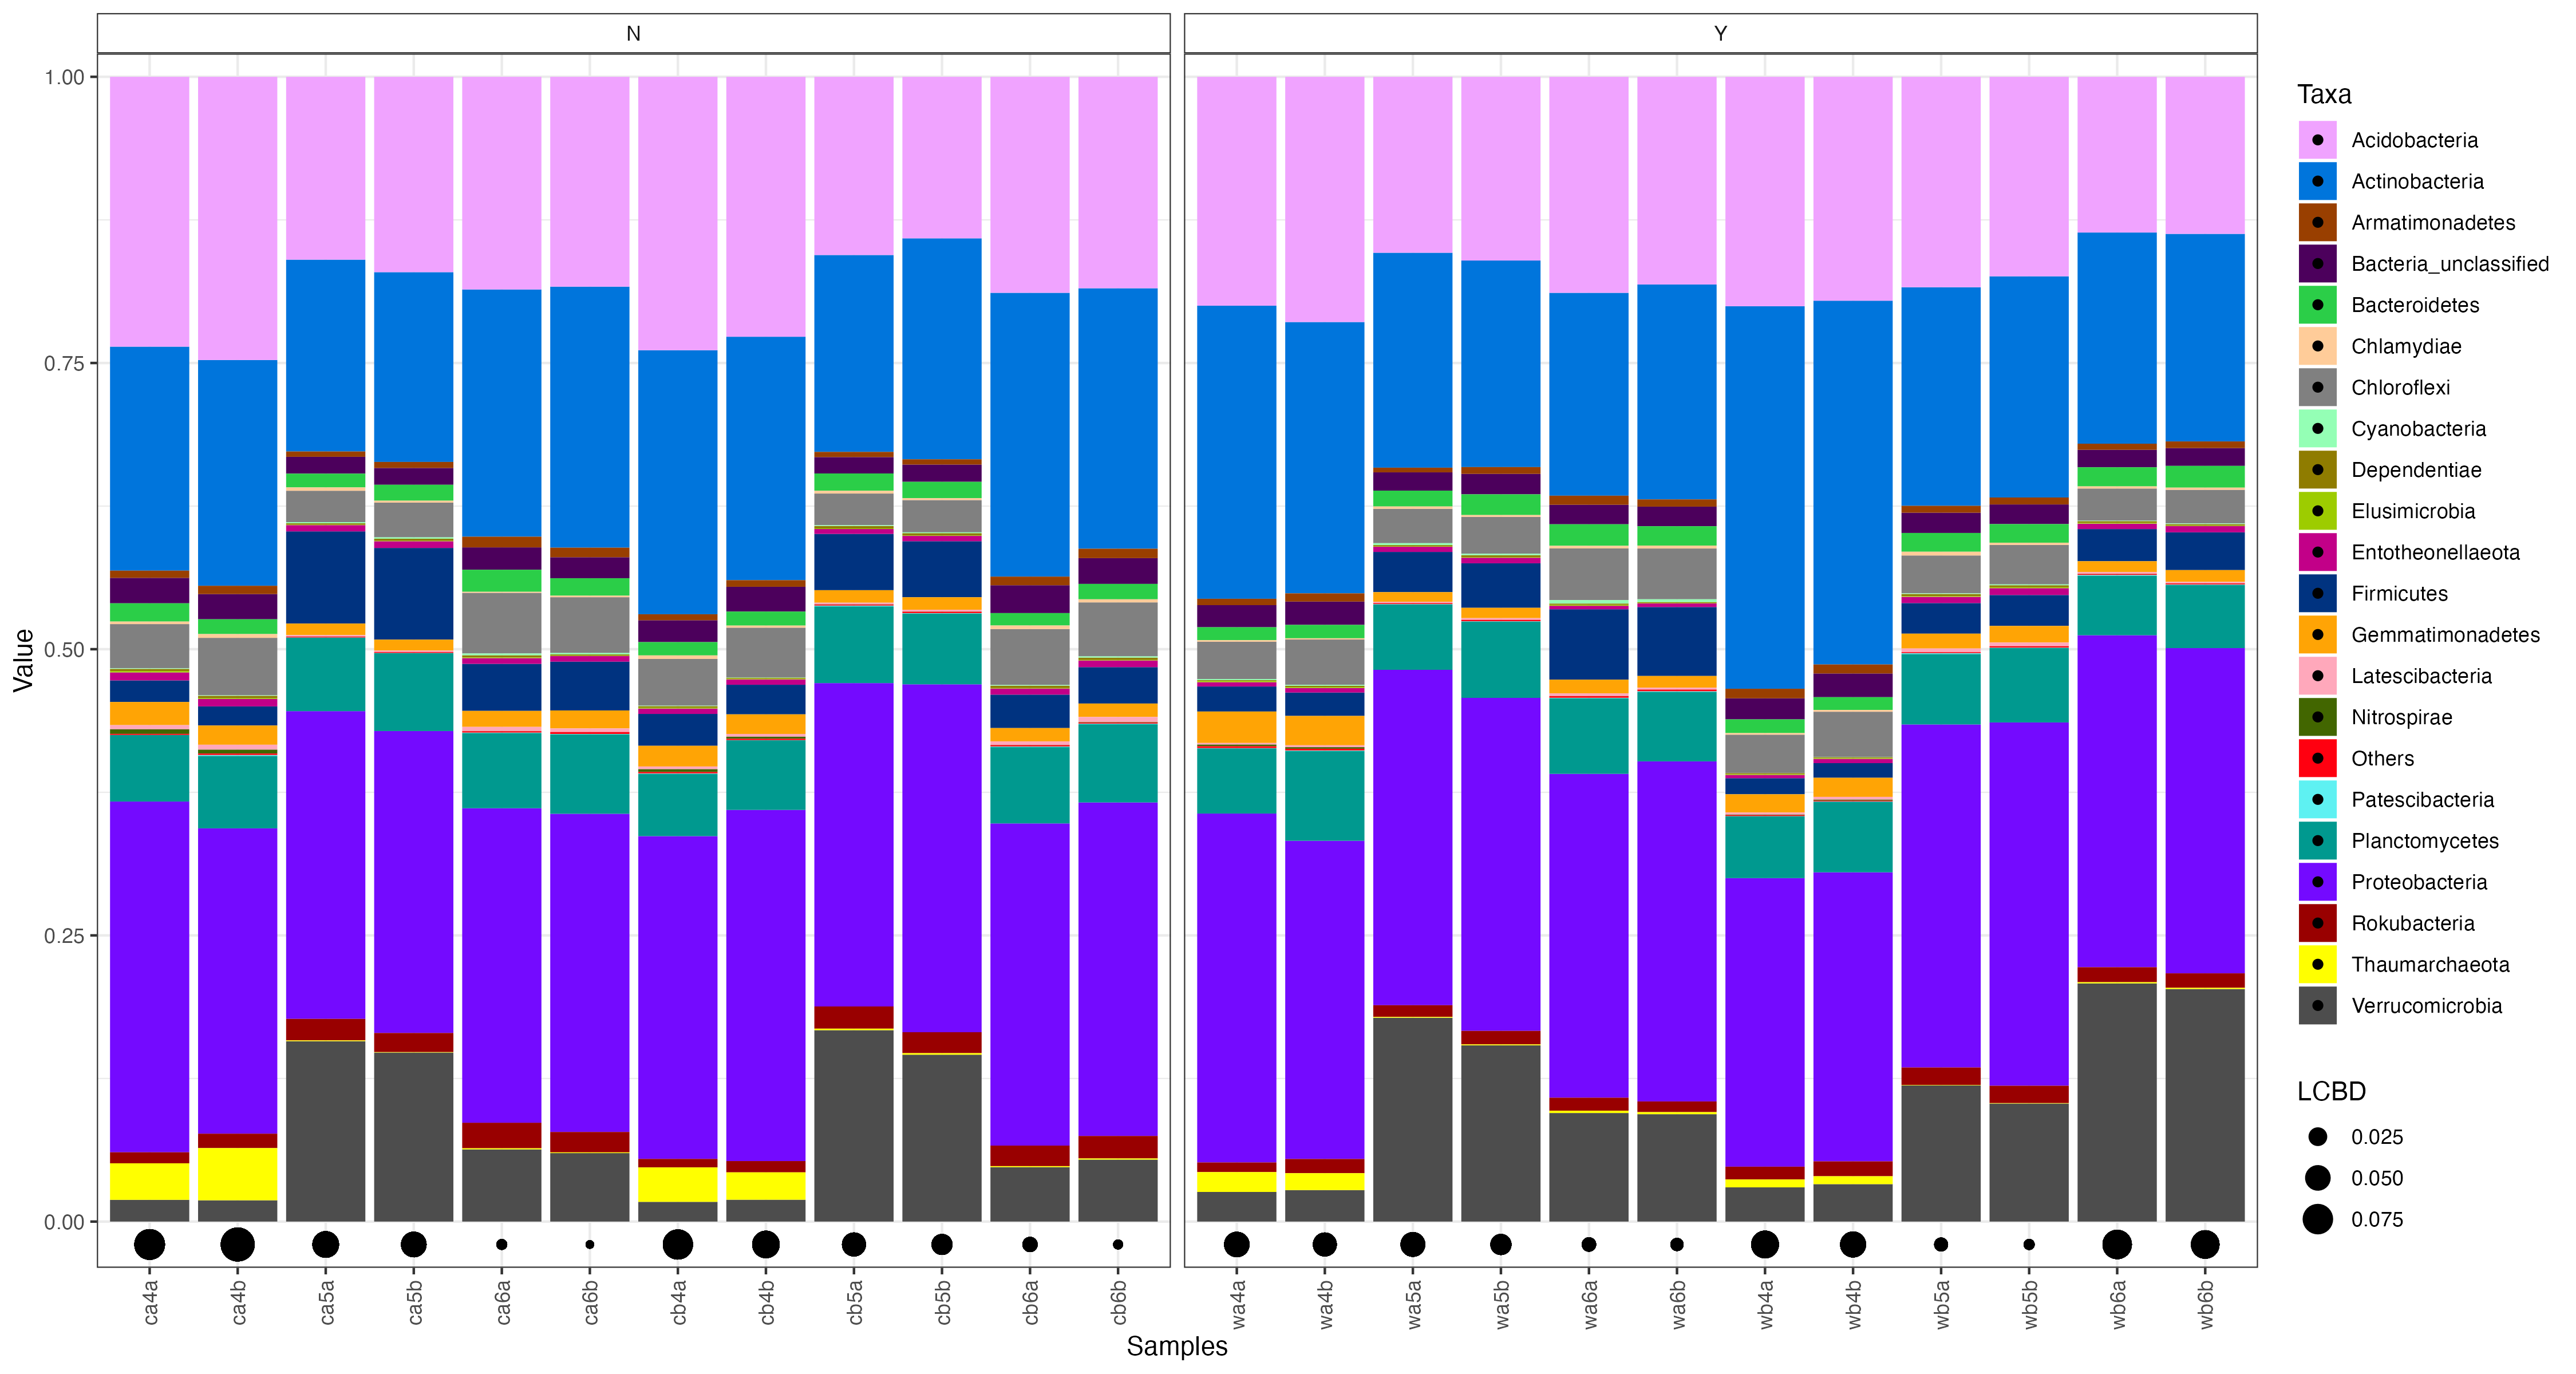 N
Y
1.00
0.75
0.50
0.25
0.00
Value
ca4a
ca4b
ca5a
ca5b
ca6a
ca6b
cb4a
cb4b
cb5a
cb5b
cb6a
cb6b
wa4a
wa4b
wa5a
wa5b
wa6a
wa6b
wb4a
wb4b
wb5a
wb5b
wb6a
wb6b
Samples
Taxa
Acidobacteria
Actinobacteria
Armatimonadetes
Bacteria_unclassified
Bacteroidetes
Chlamydiae
Chloroflexi
Cyanobacteria
Dependentiae
Elusimicrobia
Entotheonellaeota
Firmicutes
Gemmatimonadetes
Latescibacteria
Nitrospirae
Others
Patescibacteria
Planctomycetes
Proteobacteria
Rokubacteria
Thaumarchaeota
Verrucomicrobia
LCBD
0.025
0.050
0.075